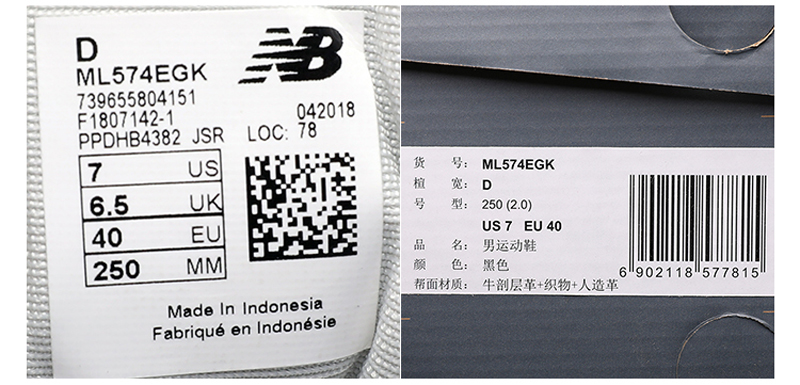 D
NB
ML574EGK
739655804151
F1807142-1
PPDHB4382 JSR
042018
LOC: 78
7 US
6.5 UK
40 EU
250 MM
Made In Indonesia
Fabriqué en Indonésie
货 号: ML574EGK
楦 宽: D
号 型: 250 (2.0)
US 7 EU 40
品 名: 男运动鞋
颜 色: 黑色
帮面材质: 牛剖层革+织物+人造革
6 902118 577815